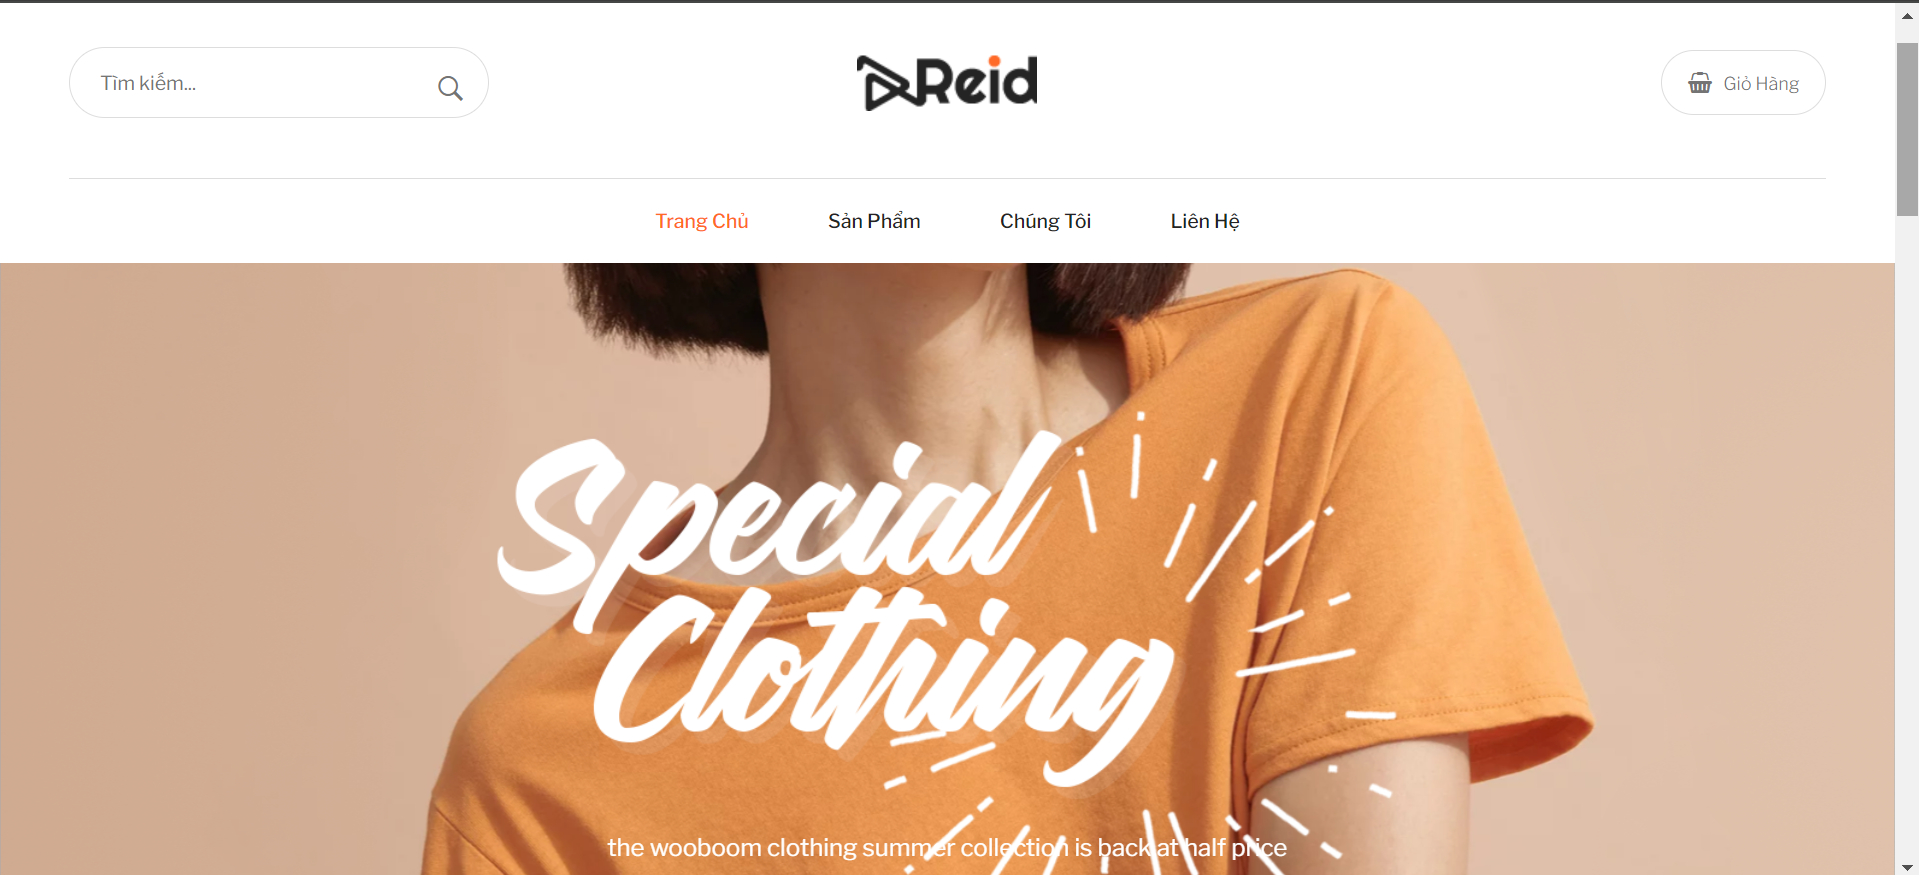 Tìm kiếm...
Reid
Giỏ Hàng
Trang Chủ
Sản Phẩm
Chúng Tôi
Liên Hệ
Special
Clothing
the wooboom clothing summer collection is back at half price